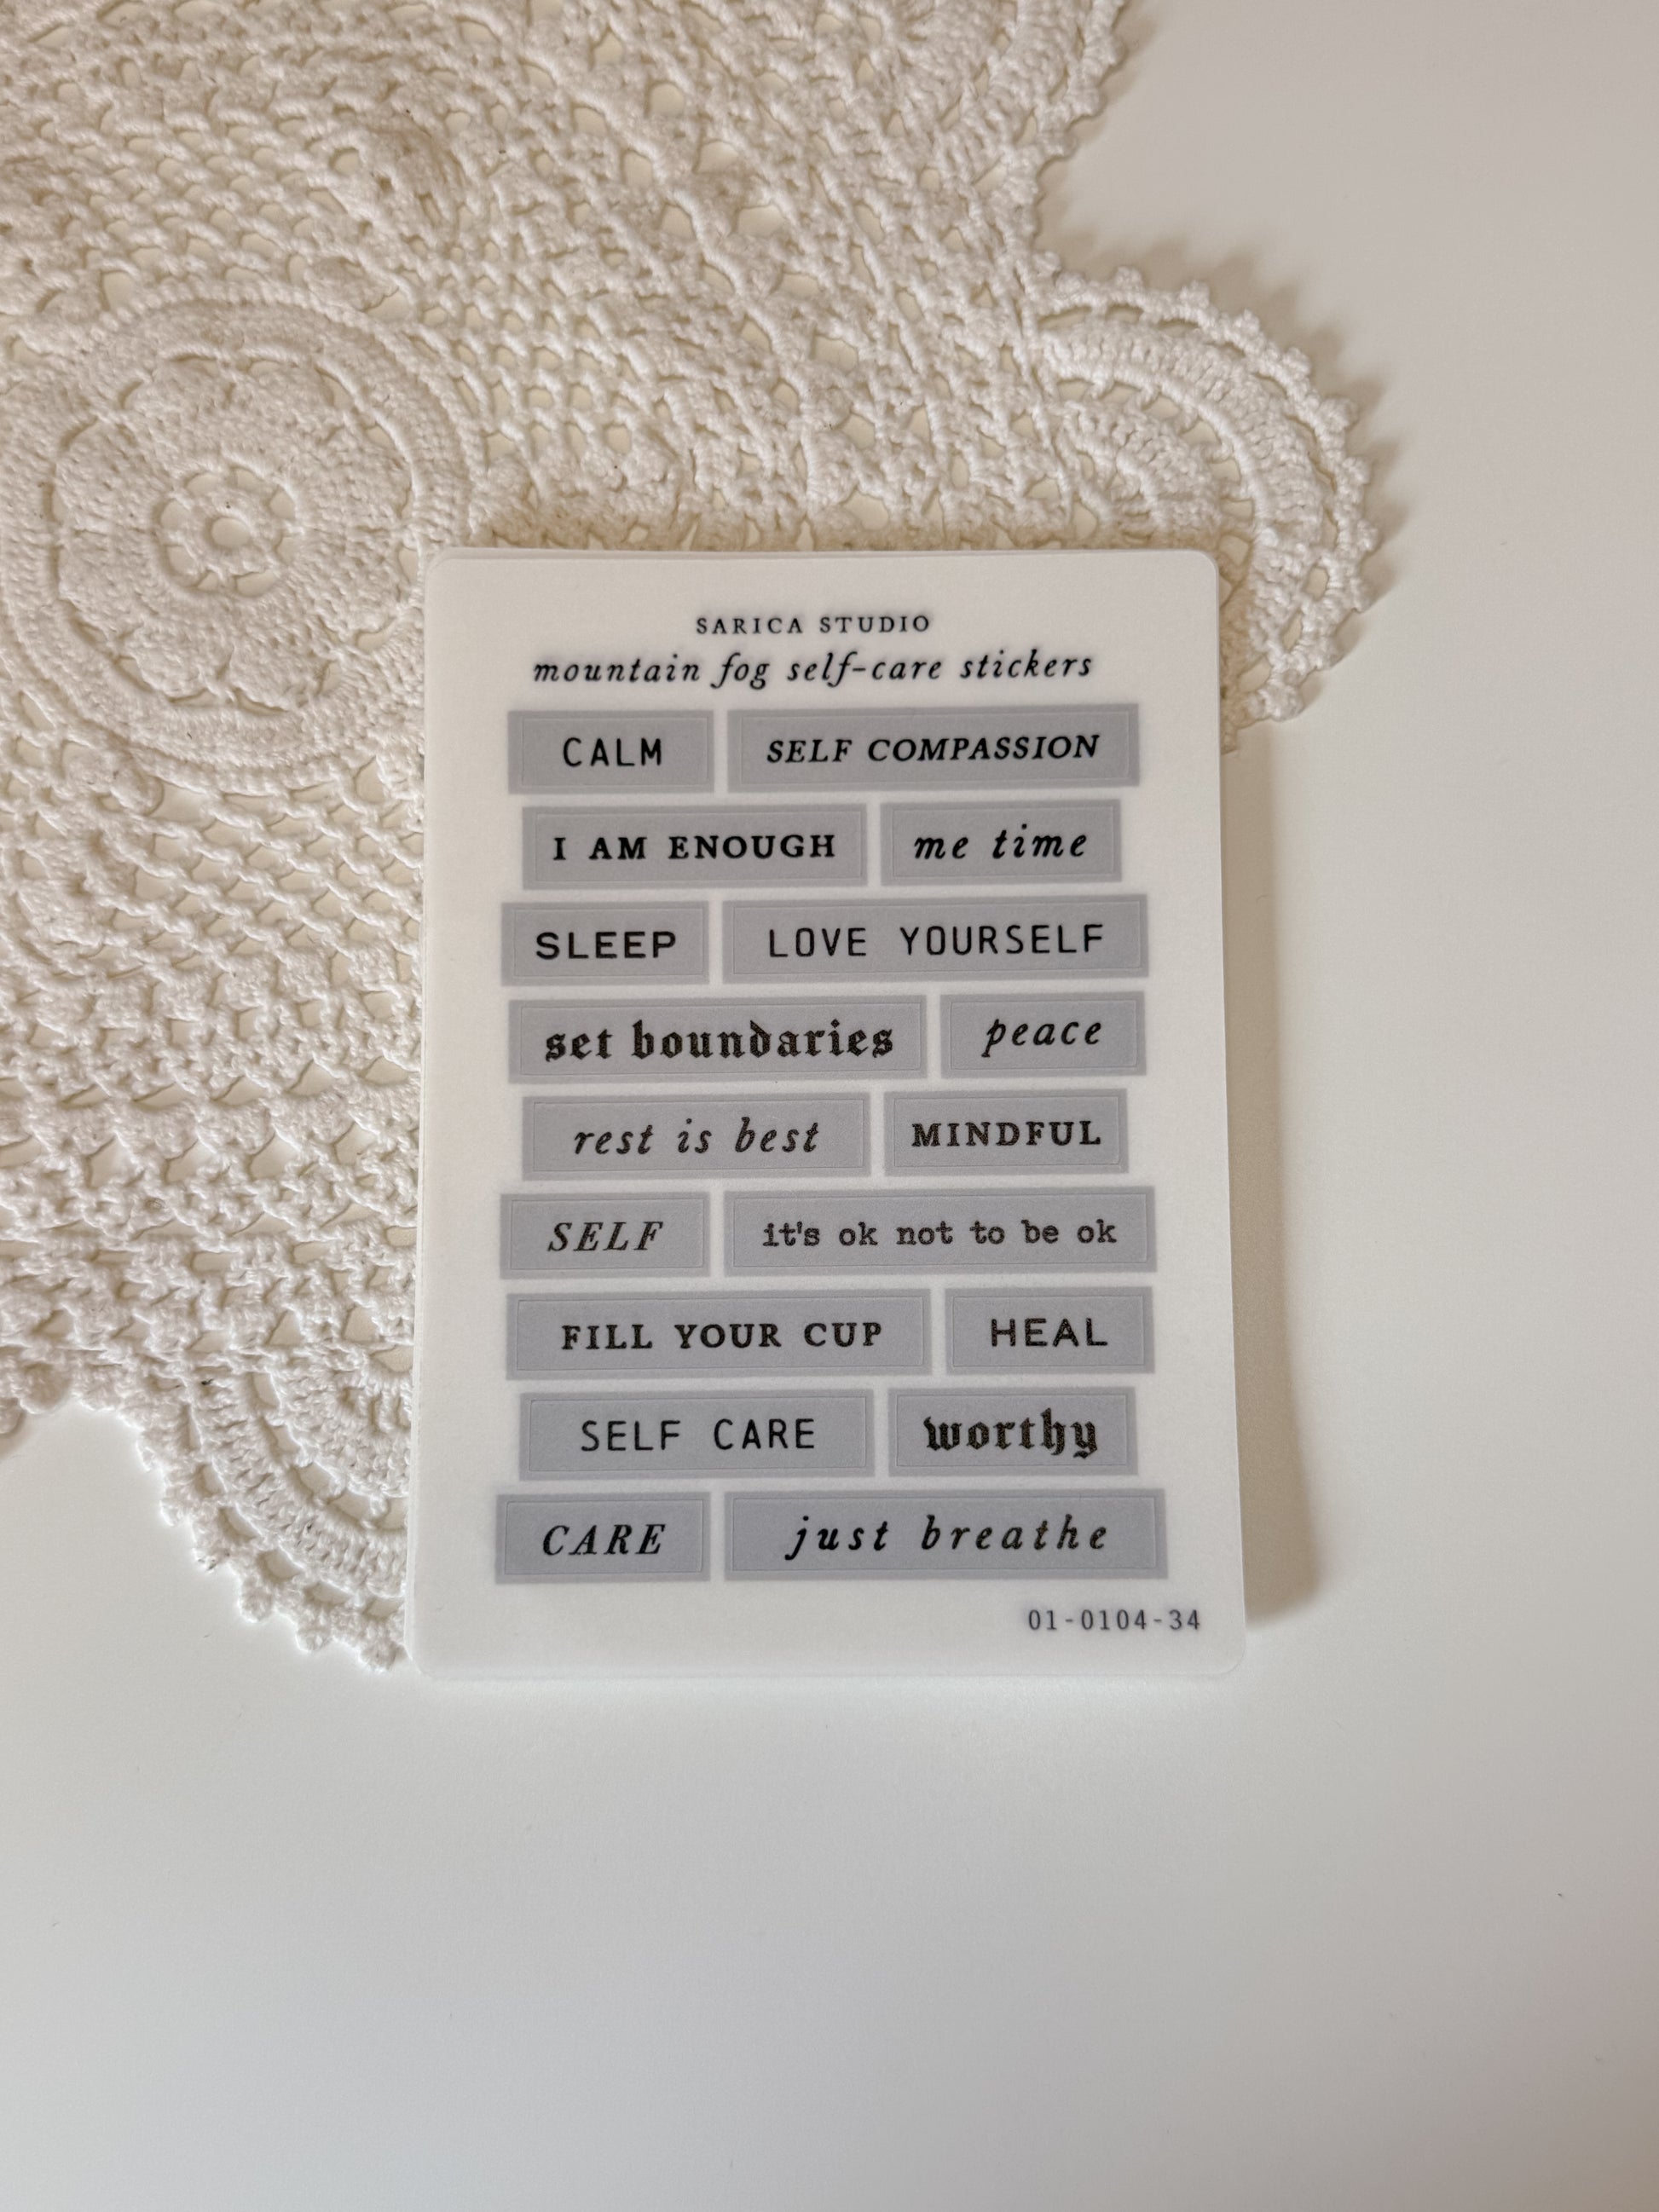 SARICA STUDIO
mountain fog self-care stickers
CALM SELF COMPASSION
I AM ENOUGH me time
SLEEP LOVE YOURSELF
set boundaries peace
rest is best MINDFUL
SELF it's ok not to be ok
FILL YOUR CUP HEAL
SELF CARE worthy
CARE just breathe
01-0104-34